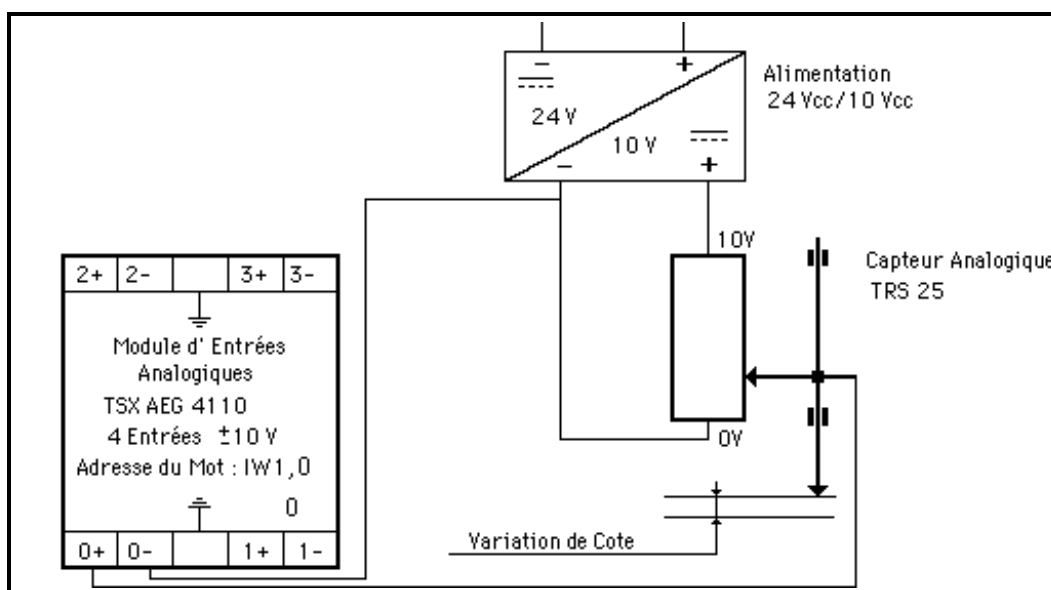 − +
24 V
10 V
− +
Alimentation
24 Vcc/10 Vcc
10V
Capteur Analogique
TRS 25
0V
2+ 2- 3+ 3-
Module d' Entrées
Analogiques
TSX AEG 4110
4 Entrées ±10 V
Adresse du Mot : IW1,0
0
0+ 0- 1+ 1-
Variation de Cote